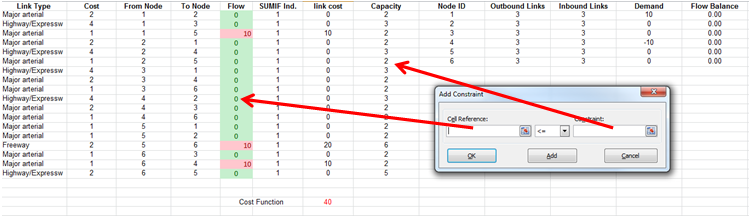 Link Type Cost From Node To Node Flow SUMIF Ind. link cost Capacity Node ID Outbound Links Inbound Links Demand Flow Balance
Major arterial 2 1 2 0 1 0 2 1 3 3 10 0.00
Highway/Expressw 4 1 3 0 1 0 3 2 3 3 0 0.00
Major arterial 1 1 5 10 1 10 2 3 3 3 0 0.00
Major arterial 2 2 1 0 1 0 2 4 3 3 -10 0.00
Highway/Expressw 4 2 4 0 1 0 3 5 3 3 0 0.00
Major arterial 1 2 5 0 1 0 2 6 3 3 0 0.00
Highway/Expressw 4 3 1 0 1 0 3
Major arterial 2 3 4 0 1 0 2
Major arterial 1 3 6 0 1 0 2
Highway/Expressw 4 4 2 0 1 0 3
Major arterial 2 4 3 0 1 0 2
Major arterial 1 4 6 0 1 0 2
Major arterial 1 5 1 0 1 0 2
Major arterial 1 5 2 0 1 0 2
Freeway 2 5 6 10 1 20 6
Major arterial 1 6 3 0 1 0 2
Major arterial 1 6 4 10 1 10 2
Highway/Expressw 2 6 5 0 1 0 5
Cost Function 40
Add Constraint
Cell Reference: Constraint:
<=
OK Add Cancel